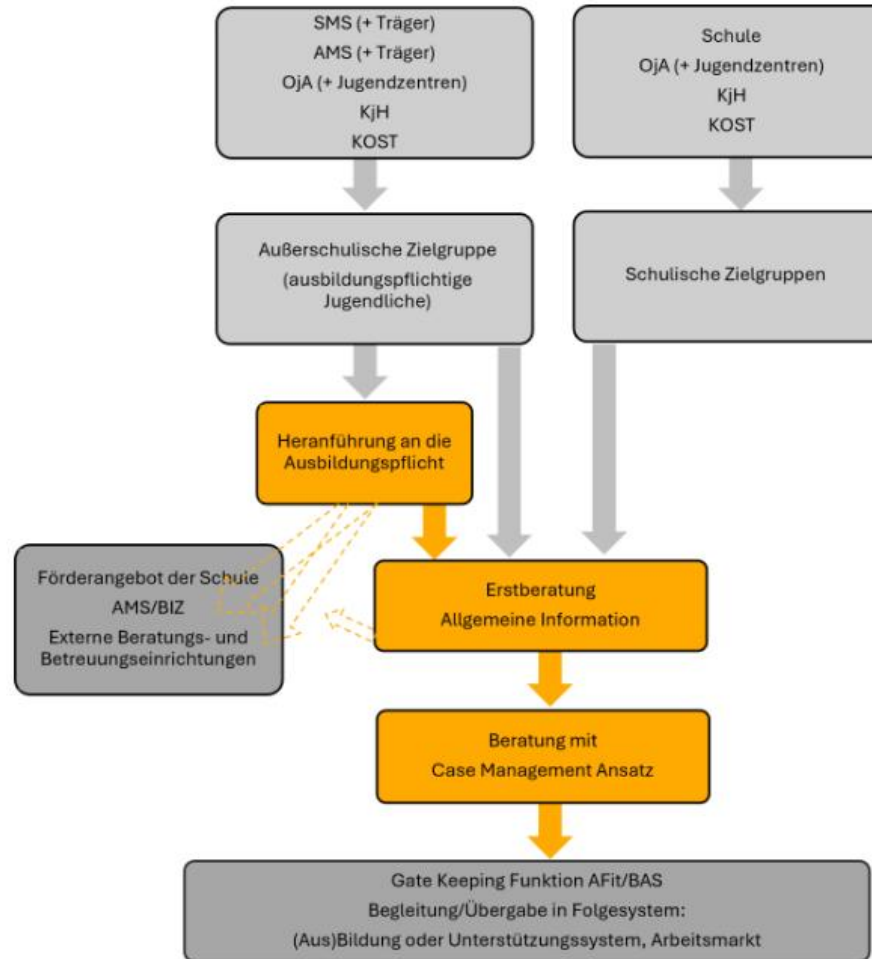 SMS (+ Träger)
AMS (+ Träger)
OjA (+ Jugendzentren)
KjH
KOST
Schule
OjA (+ Jugendzentren)
KjH
KOST
Außerschulische Zielgruppe
(ausbildungspflichtige
Jugendliche)
Schulische Zielgruppen
Heranführung an die
Ausbildungspflicht
Förderangebot der Schule
AMS/BIZ
Externe Beratungs- und
Betreuungseinrichtungen
Erstberatung
Allgemeine Information
Beratung mit
Case Management Ansatz
Gate Keeping Funktion AFit/BAS
Begleitung/Übergabe in Folgesystem:
(Aus)Bildung oder Unterstützungssystem, Arbeitsmarkt